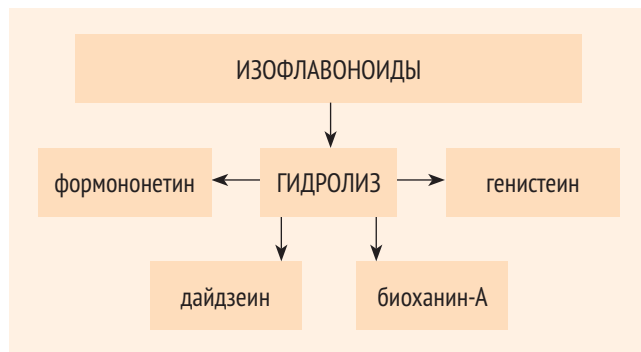 ИЗОФЛАВОНОИДЫ
формононетин
ГИДРОЛИЗ
генистеин
дайдзеин
биоханин-А